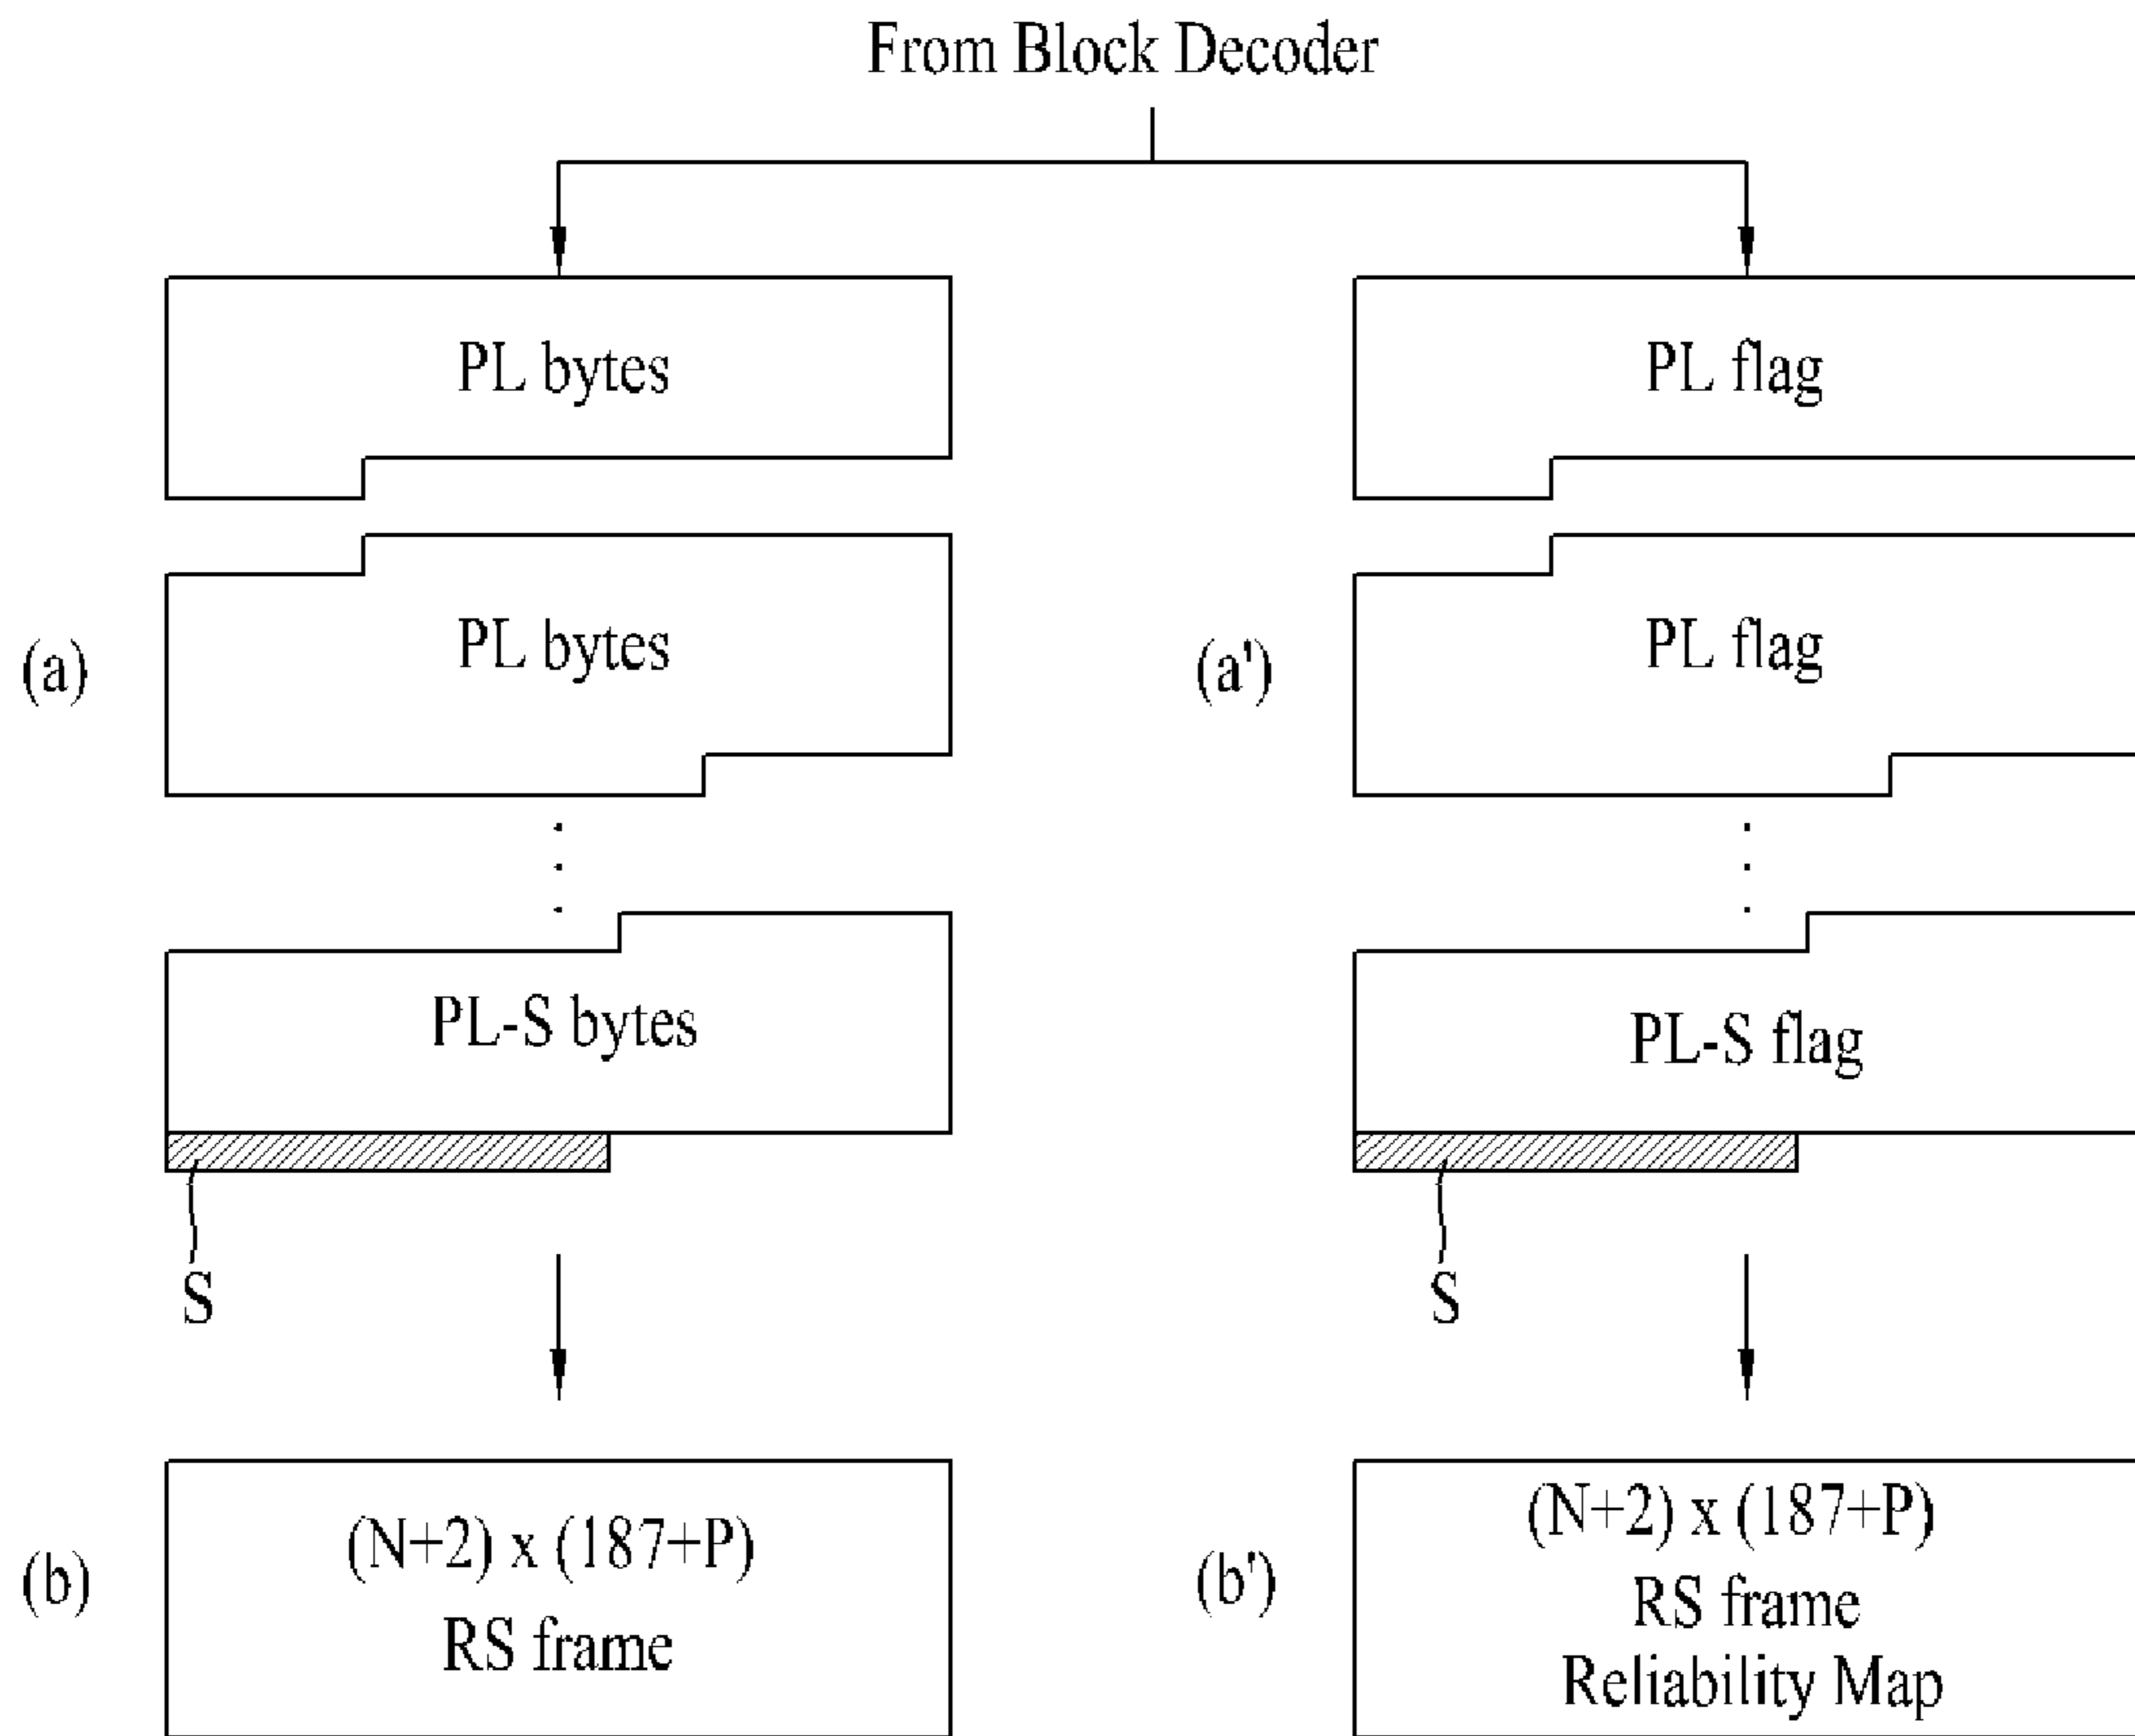 From Block Decoder
PL bytes
PL flag
(a)
PL bytes
(a')
PL flag
PL-S bytes
PL-S flag
S
S
(b)
(N+2) x (187+P)
RS frame
(b')
(N+2) x (187+P)
RS frame
Reliability Map